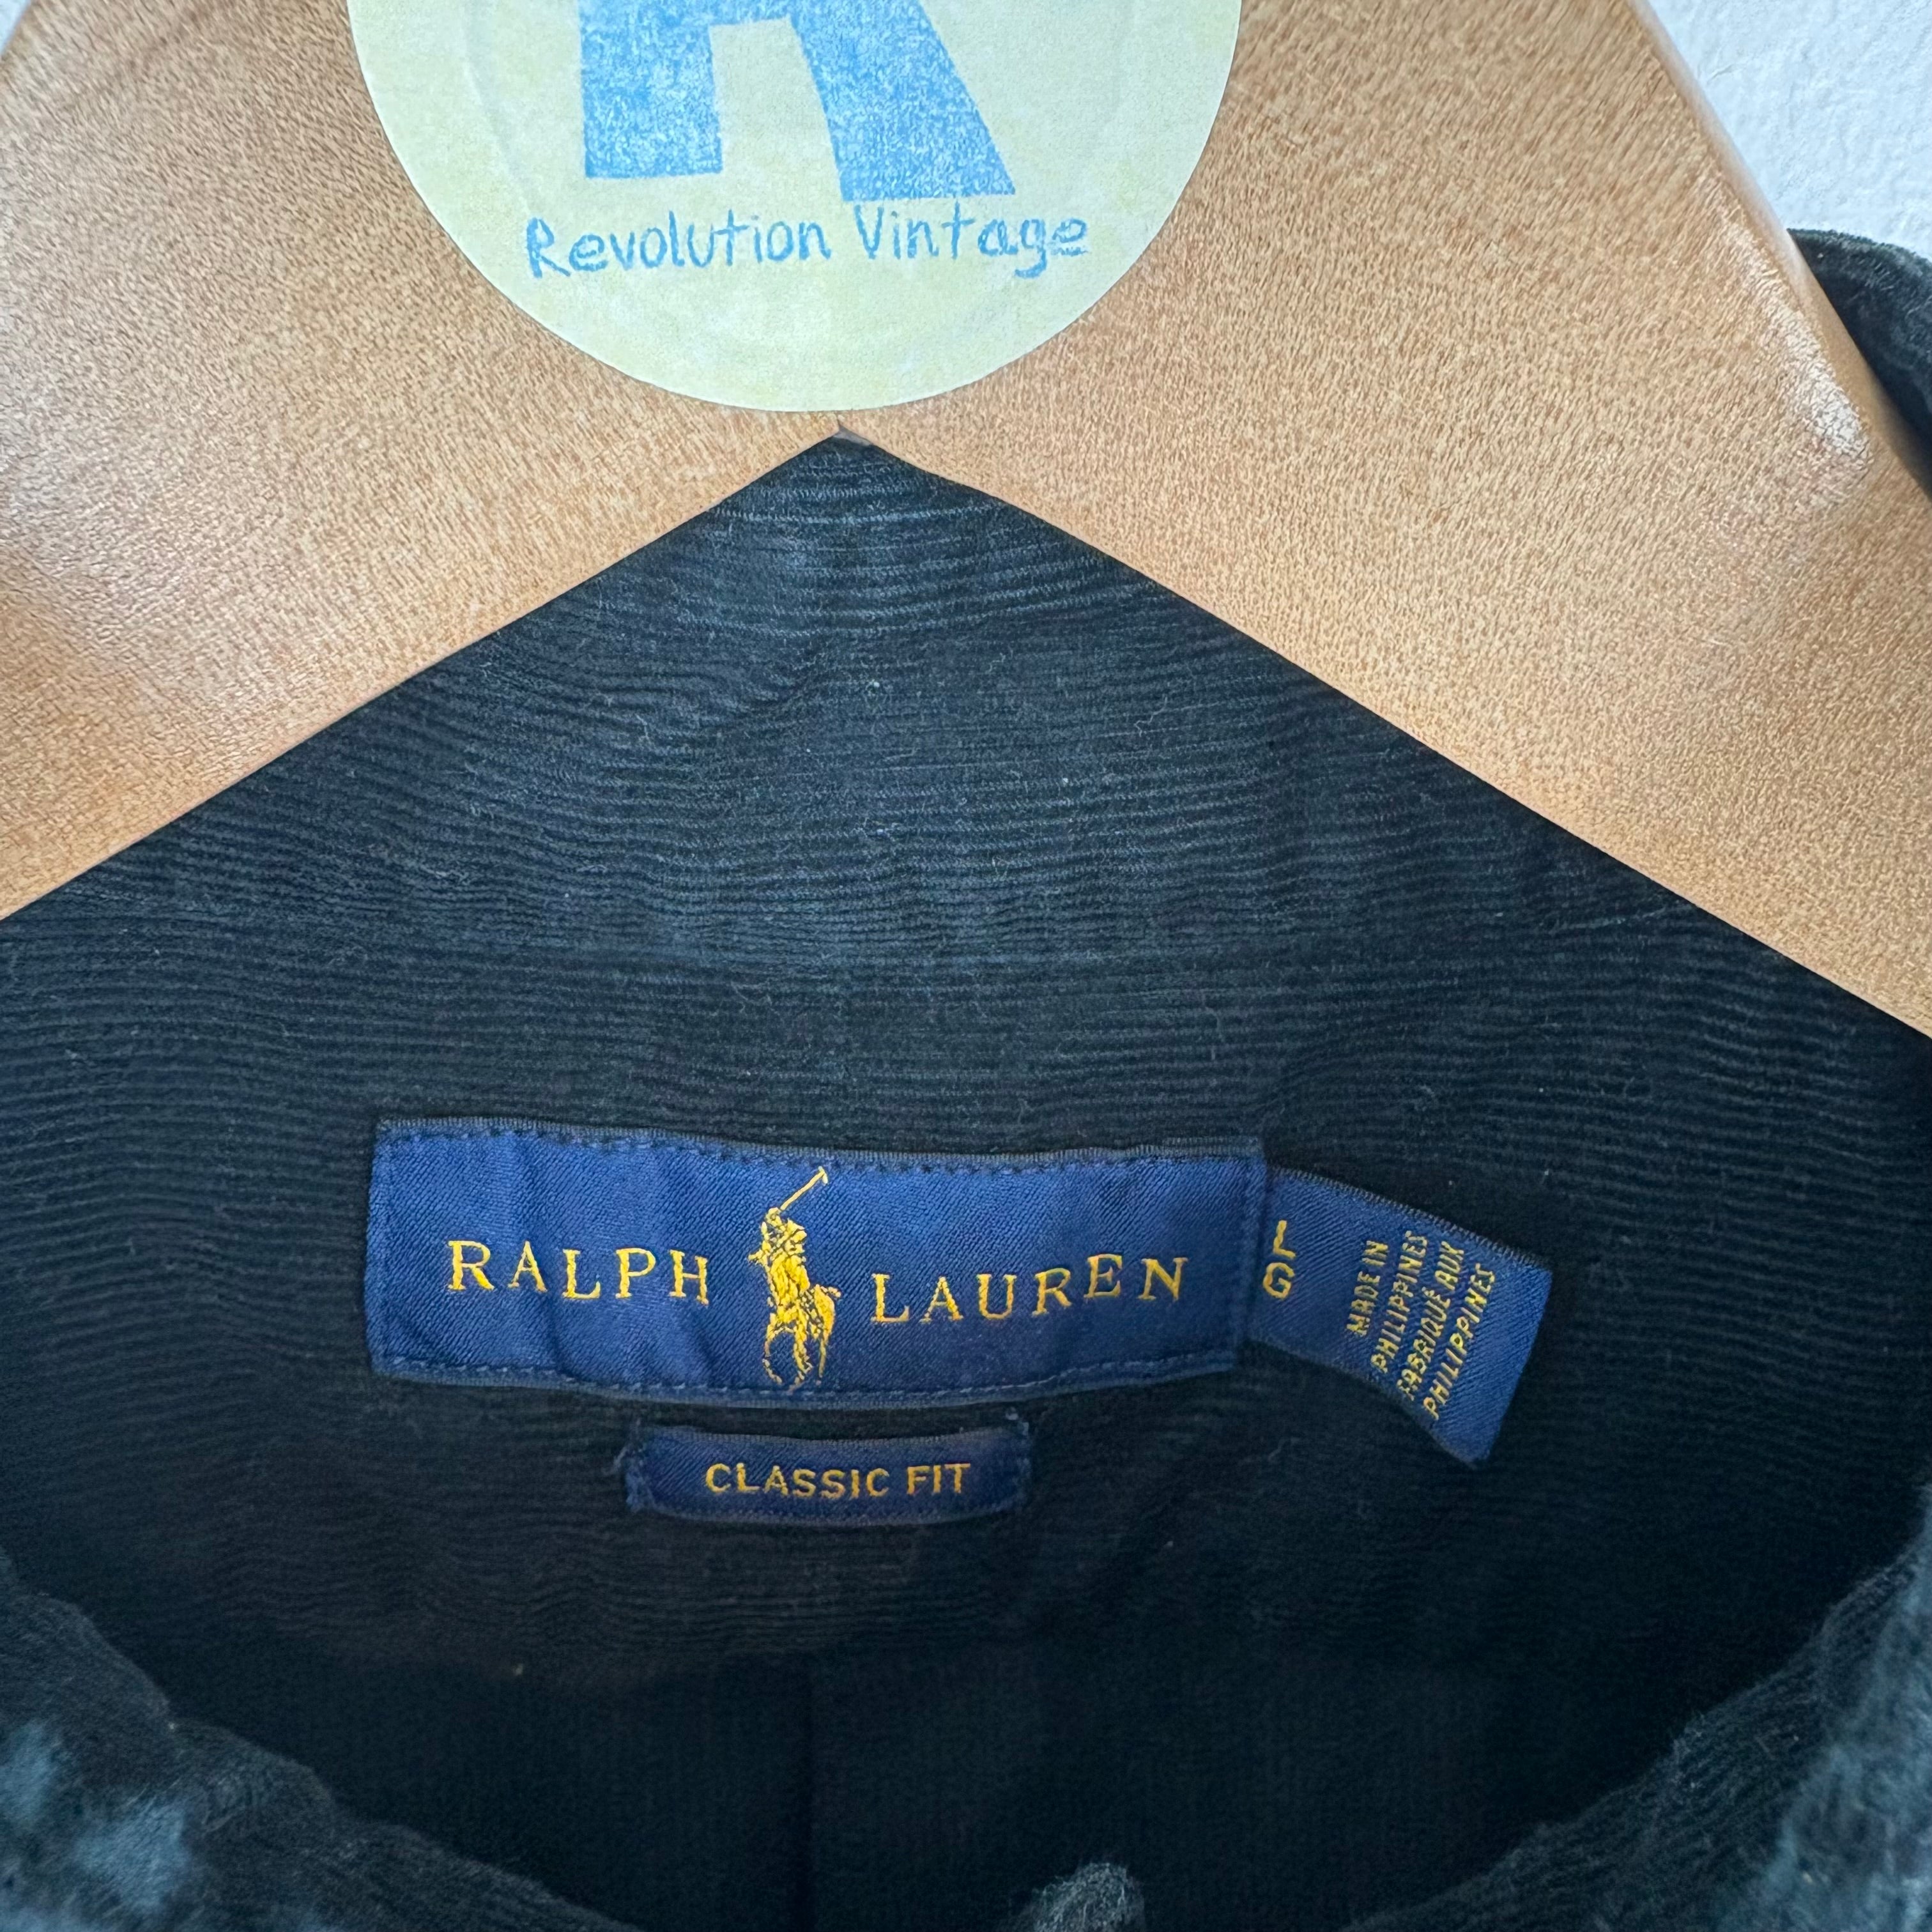 R
Revolution Vintage
RALPH LAUREN
L
G
MADE IN
PHILIPPINES
FABRIQUÉ AUX
PHILIPPINES
CLASSIC FIT